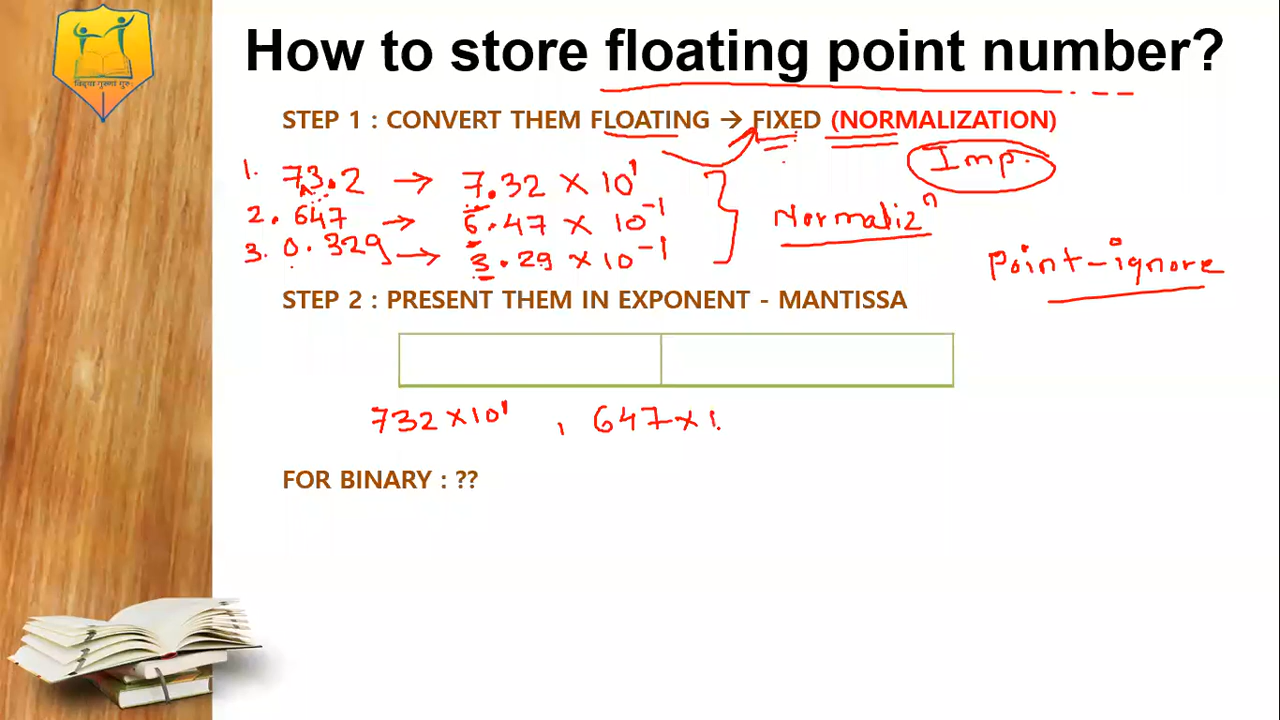 विद्यया गुरूणां गुरुः
How to store floating point number?
STEP 1 : CONVERT THEM FLOATING → FIXED (NORMALIZATION)
Imp.
1. 73.2 → 7.32 × 10¹
2. .647 → 6.47 × 10⁻¹
3. 0.329 → 3.29 × 10⁻¹
Normalizⁿ
Point-ignore
STEP 2 : PRESENT THEM IN EXPONENT - MANTISSA
732×10¹ , 647×1
FOR BINARY : ??